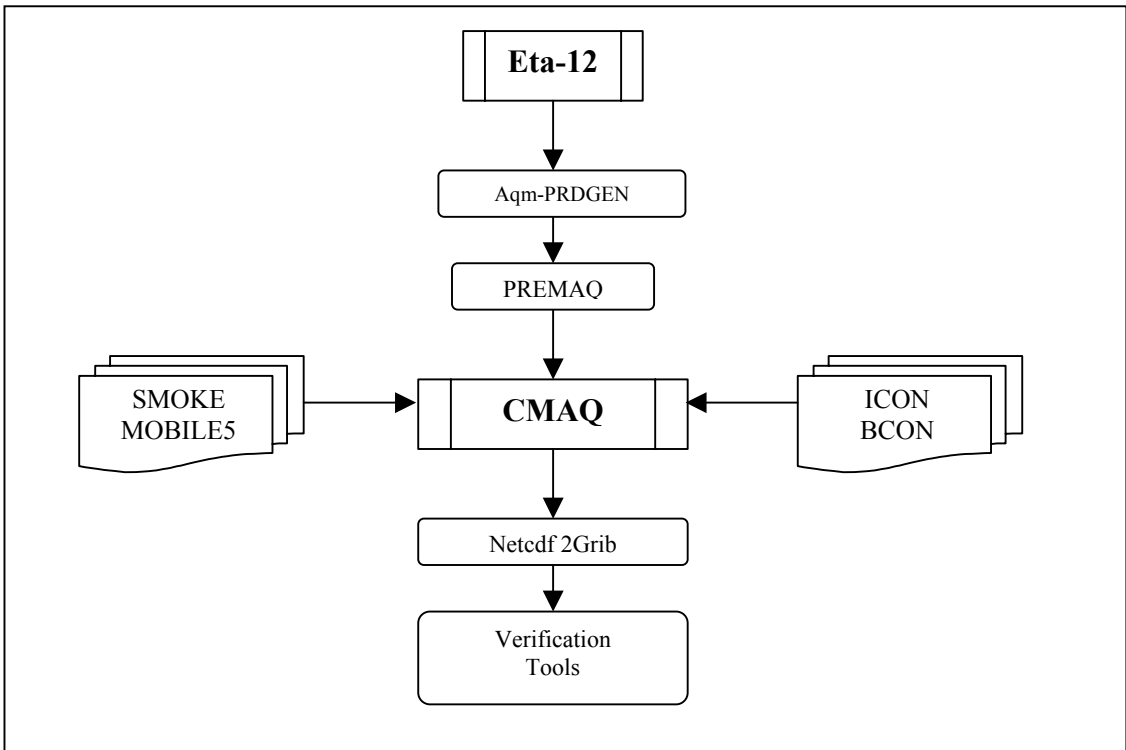 Eta-12
Aqm-PRDGEN
PREMAQ
SMOKE
MOBILE5
CMAQ
ICON
BCON
Netcdf 2Grib
Verification
Tools